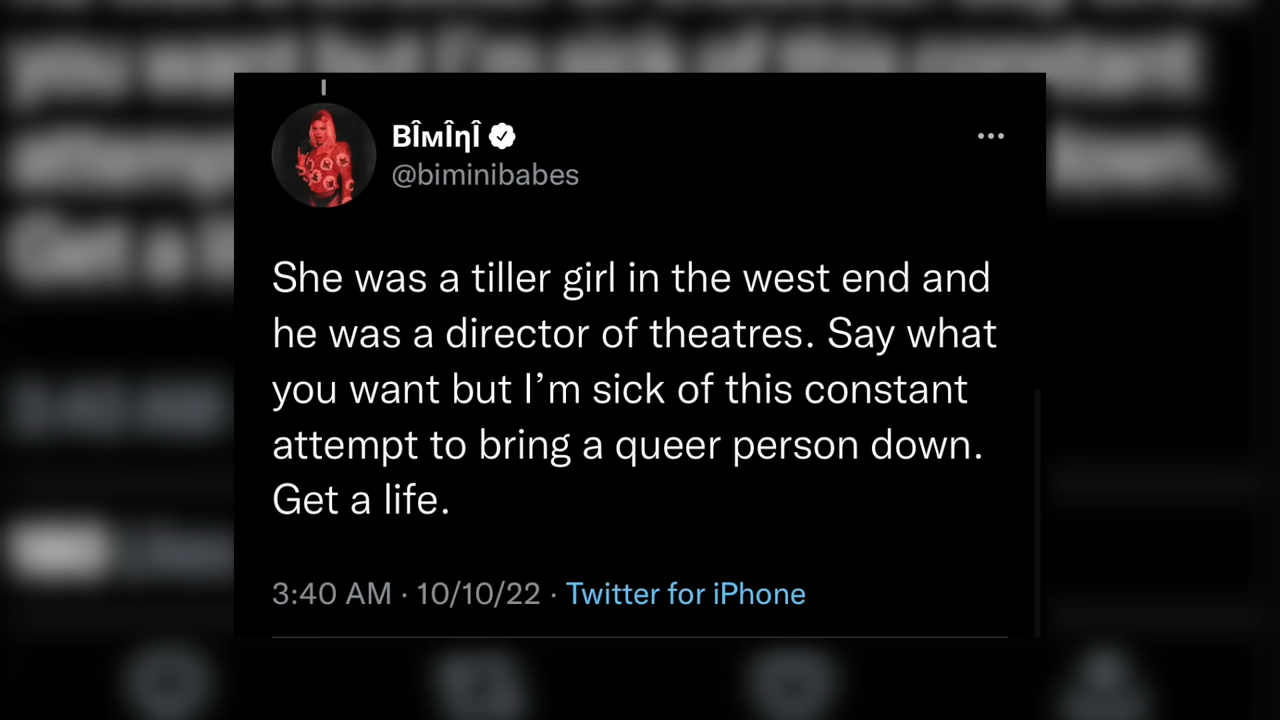 BÎмÎηÎ
@biminibabes
She was a tiller girl in the west end and
he was a director of theatres. Say what
you want but I’m sick of this constant
attempt to bring a queer person down.
Get a life.
3:40 AM · 10/10/22 · Twitter for iPhone